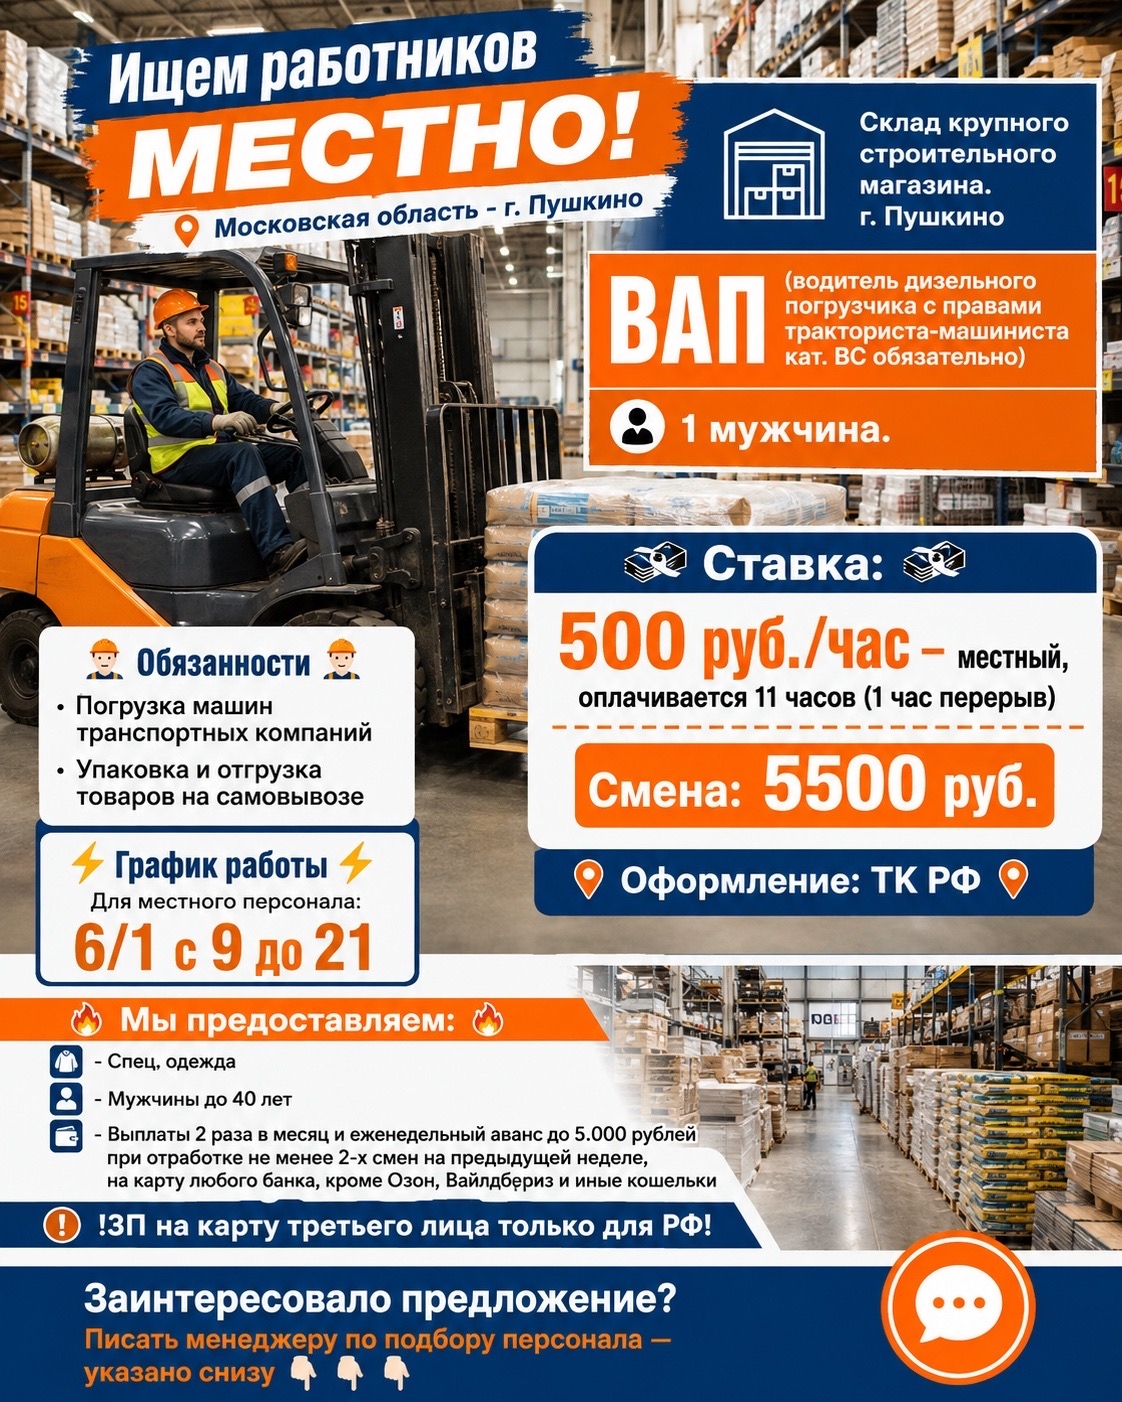 Ищем работников
МЕСТНО!
Московская область - г. Пушкино
Склад крупного
строительного
магазина.
г. Пушкино
ВАП
(водитель дизельного
погрузчика с правами
тракториста-машиниста
кат. ВС обязательно)
1 мужчина.
Ставка:
500 руб./час – местный,
оплачивается 11 часов (1 час перерыв)
Смена: 5500 руб.
Оформление: ТК РФ
Обязанности
• Погрузка машин
транспортных компаний
• Упаковка и отгрузка
товаров на самовывозе
График работы
Для местного персонала:
6/1 с 9 до 21
Мы предоставляем:
- Спец, одежда
- Мужчины до 40 лет
- Выплаты 2 раза в месяц и еженедельный аванс до 5.000 рублей
при отработке не менее 2-х смен на предыдущей неделе,
на карту любого банка, кроме Озон, Вайлдбериз и иные кошельки
!ЗП на карту третьего лица только для РФ!
Заинтересовало предложение?
Писать менеджеру по подбору персонала —
указано снизу
15
15